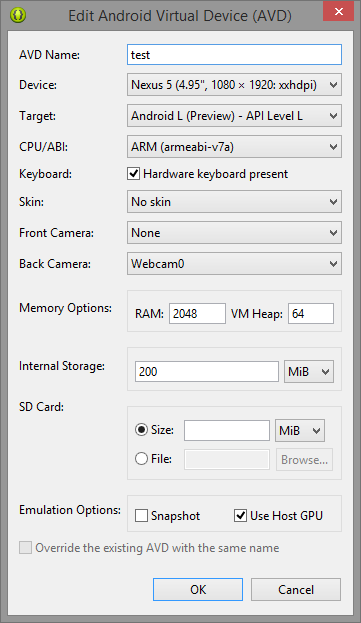 Edit Android Virtual Device (AVD)
AVD Name: test
Device: Nexus 5 (4.95", 1080 × 1920: xxhdpi)
Target: Android L (Preview) - API Level L
CPU/ABI: ARM (armeabi-v7a)
Keyboard: Hardware keyboard present
Skin: No skin
Front Camera: None
Back Camera: Webcam0
Memory Options: RAM: 2048 VM Heap: 64
Internal Storage: 200 MiB
SD Card:
Size: MiB
File: Browse...
Emulation Options: Snapshot Use Host GPU
Override the existing AVD with the same name
OK Cancel